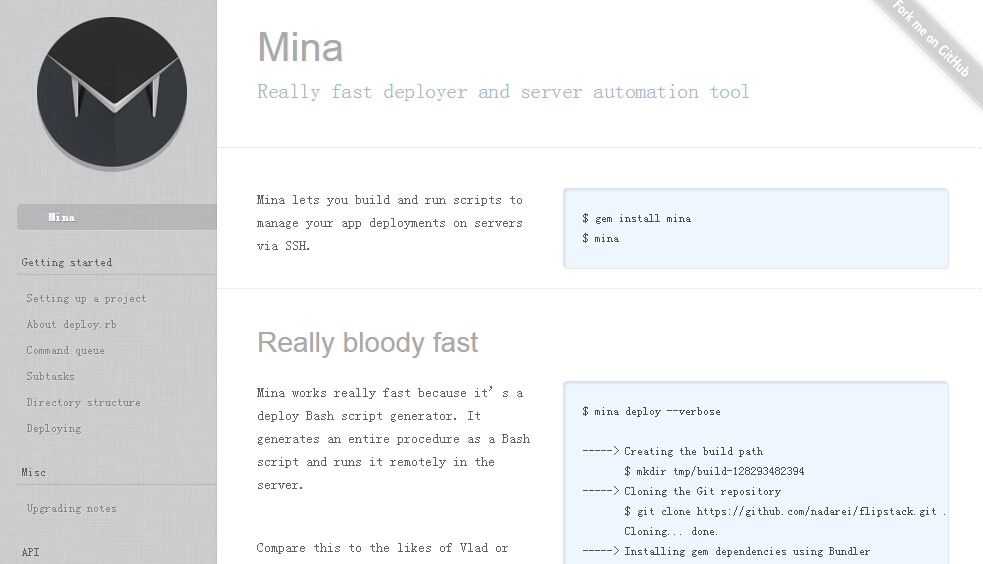 Mina
Getting started
Setting up a project
About deploy.rb
Command queue
Subtasks
Directory structure
Deploying
Misc
Upgrading notes
API
Fork me on GitHub
Mina
Really fast deployer and server automation tool
Mina lets you build and run scripts to
manage your app deployments on servers
via SSH.
$ gem install mina
$ mina
Really bloody fast
Mina works really fast because it’s a
deploy Bash script generator. It
generates an entire procedure as a Bash
script and runs it remotely in the
server.
Compare this to the likes of Vlad or
$ mina deploy --verbose
-----> Creating the build path
$ mkdir tmp/build-128293482394
-----> Cloning the Git repository
$ git clone https://github.com/nadarei/flipstack.git .
Cloning... done.
-----> Installing gem dependencies using Bundler